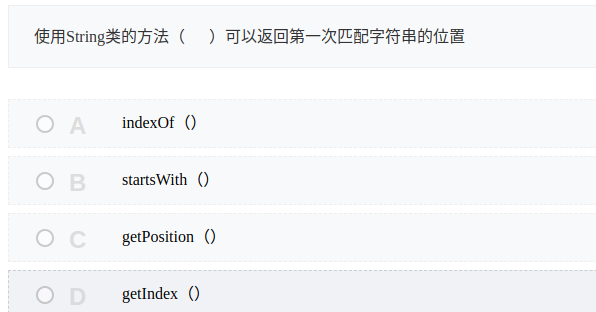 使用String类的方法（  ）可以返回第一次匹配字符串的位置
A indexOf（）
B startsWith（）
C getPosition（）
D getIndex（）